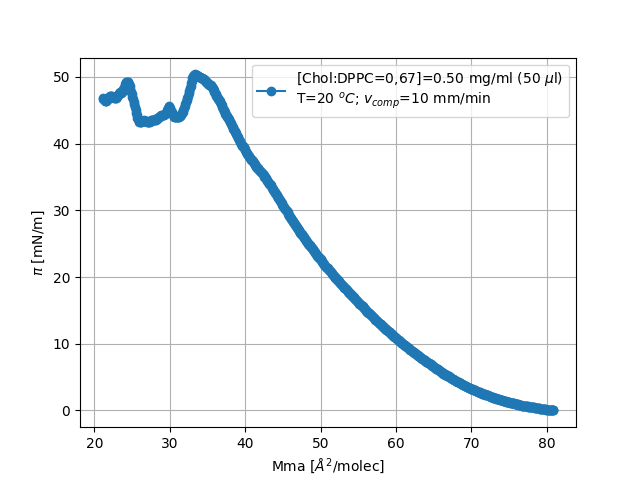 [Chol:DPPC=0,67]=0.50 mg/ml (50 μl)
T=20 °C; v_comp=10 mm/min
π [mN/m]
50
40
30
20
10
0
20 30 40 50 60 70 80
Mma [Å²/molec]